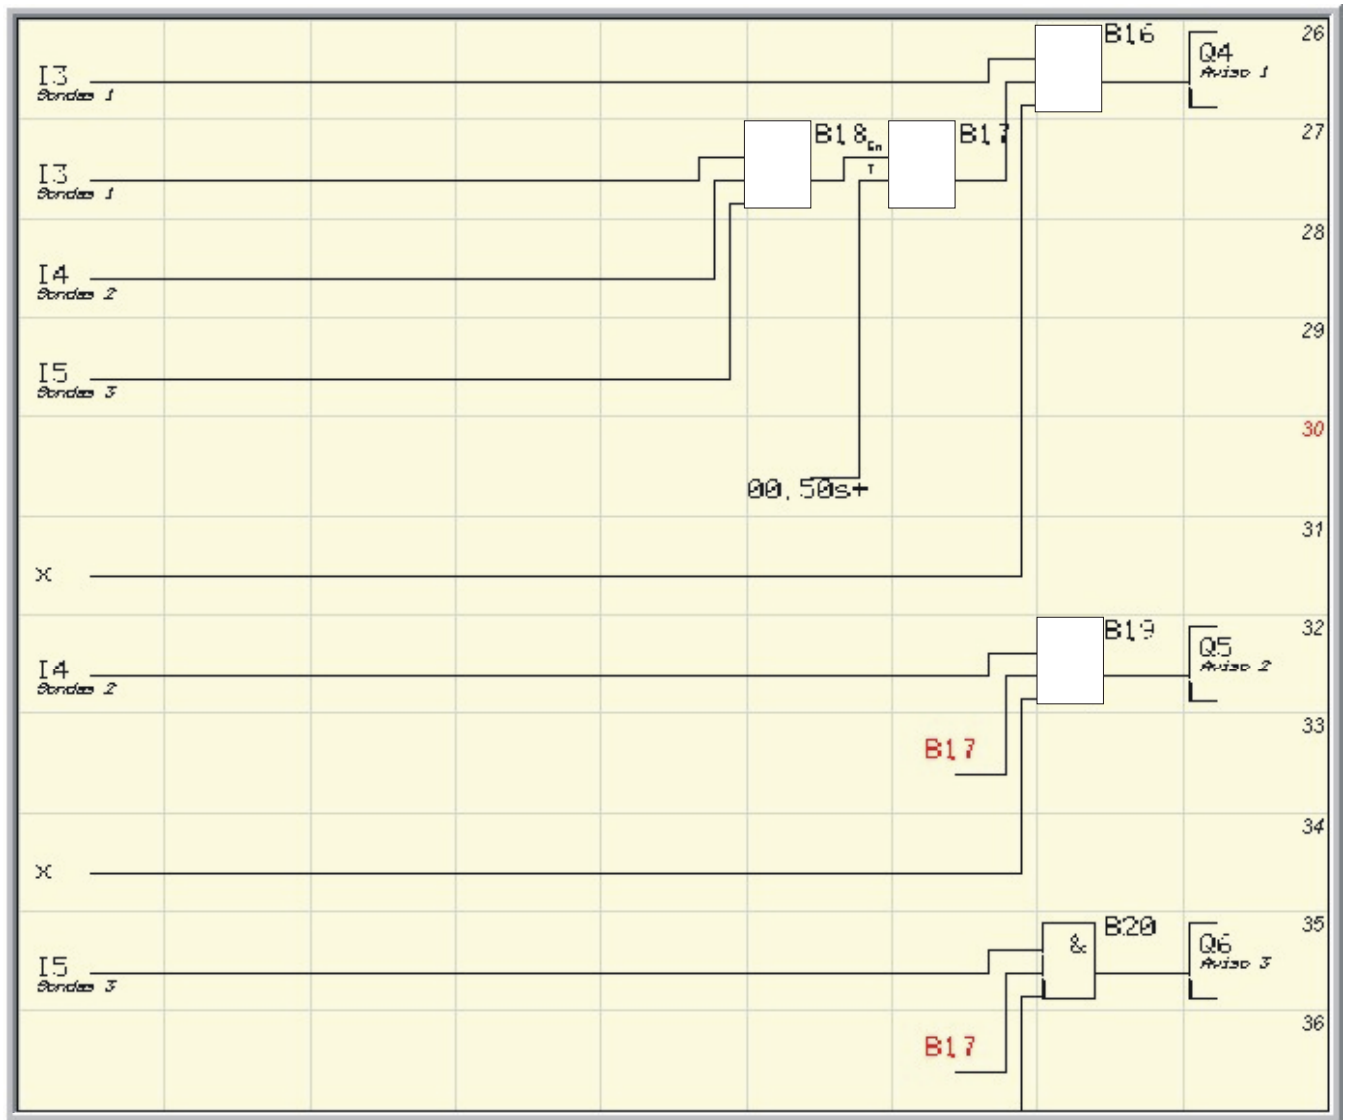 B16
26
I3
Sondas 1
Q4
Aviso 1
B18
En
T
B17
27
I3
Sondas 1
28
I4
Sondas 2
29
I5
Sondas 3
30
00.50s+
31
x
B19
32
I4
Sondas 2
Q5
Aviso 2
33
B17
34
x
B20
35
&
I5
Sondas 3
Q6
Aviso 3
36
B17